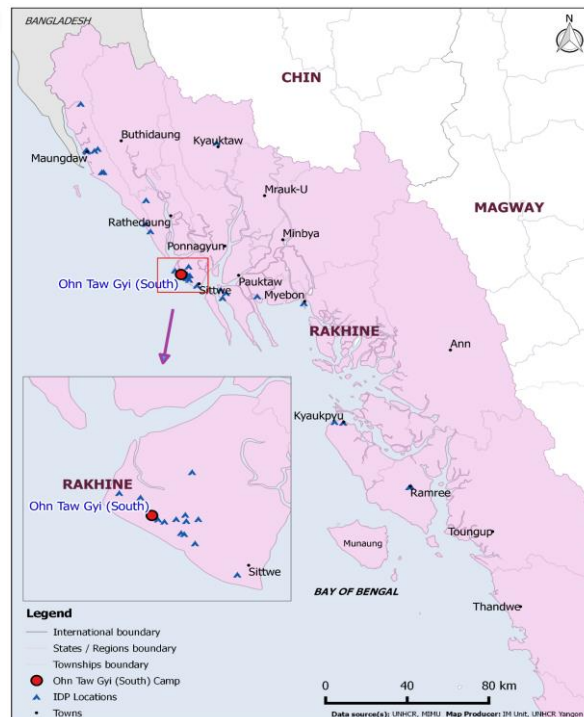 BANGLADESH
N
CHIN
Buthidaung
Kyauktaw
Maungdaw
Mrauk-U
MAGWAY
Rathedaung
Minbya
Ponnagyun
Ohn Taw Gyi (South)
Pauktaw
Sittwe
Myebon
RAKHINE
Ann
Kyaukpyu
RAKHINE
Ohn Taw Gyi (South)
Ramree
Toungup
Munaung
Sittwe
BAY OF BENGAL
Thandwe
Legend
International boundary
States / Regions boundary
Townships boundary
Ohn Taw Gyi (South) Camp
IDP Locations
Towns
0 40 80 km
Data source(s): UNHCR, MIMU Map Producer: IM Unit, UNHCR Yangon